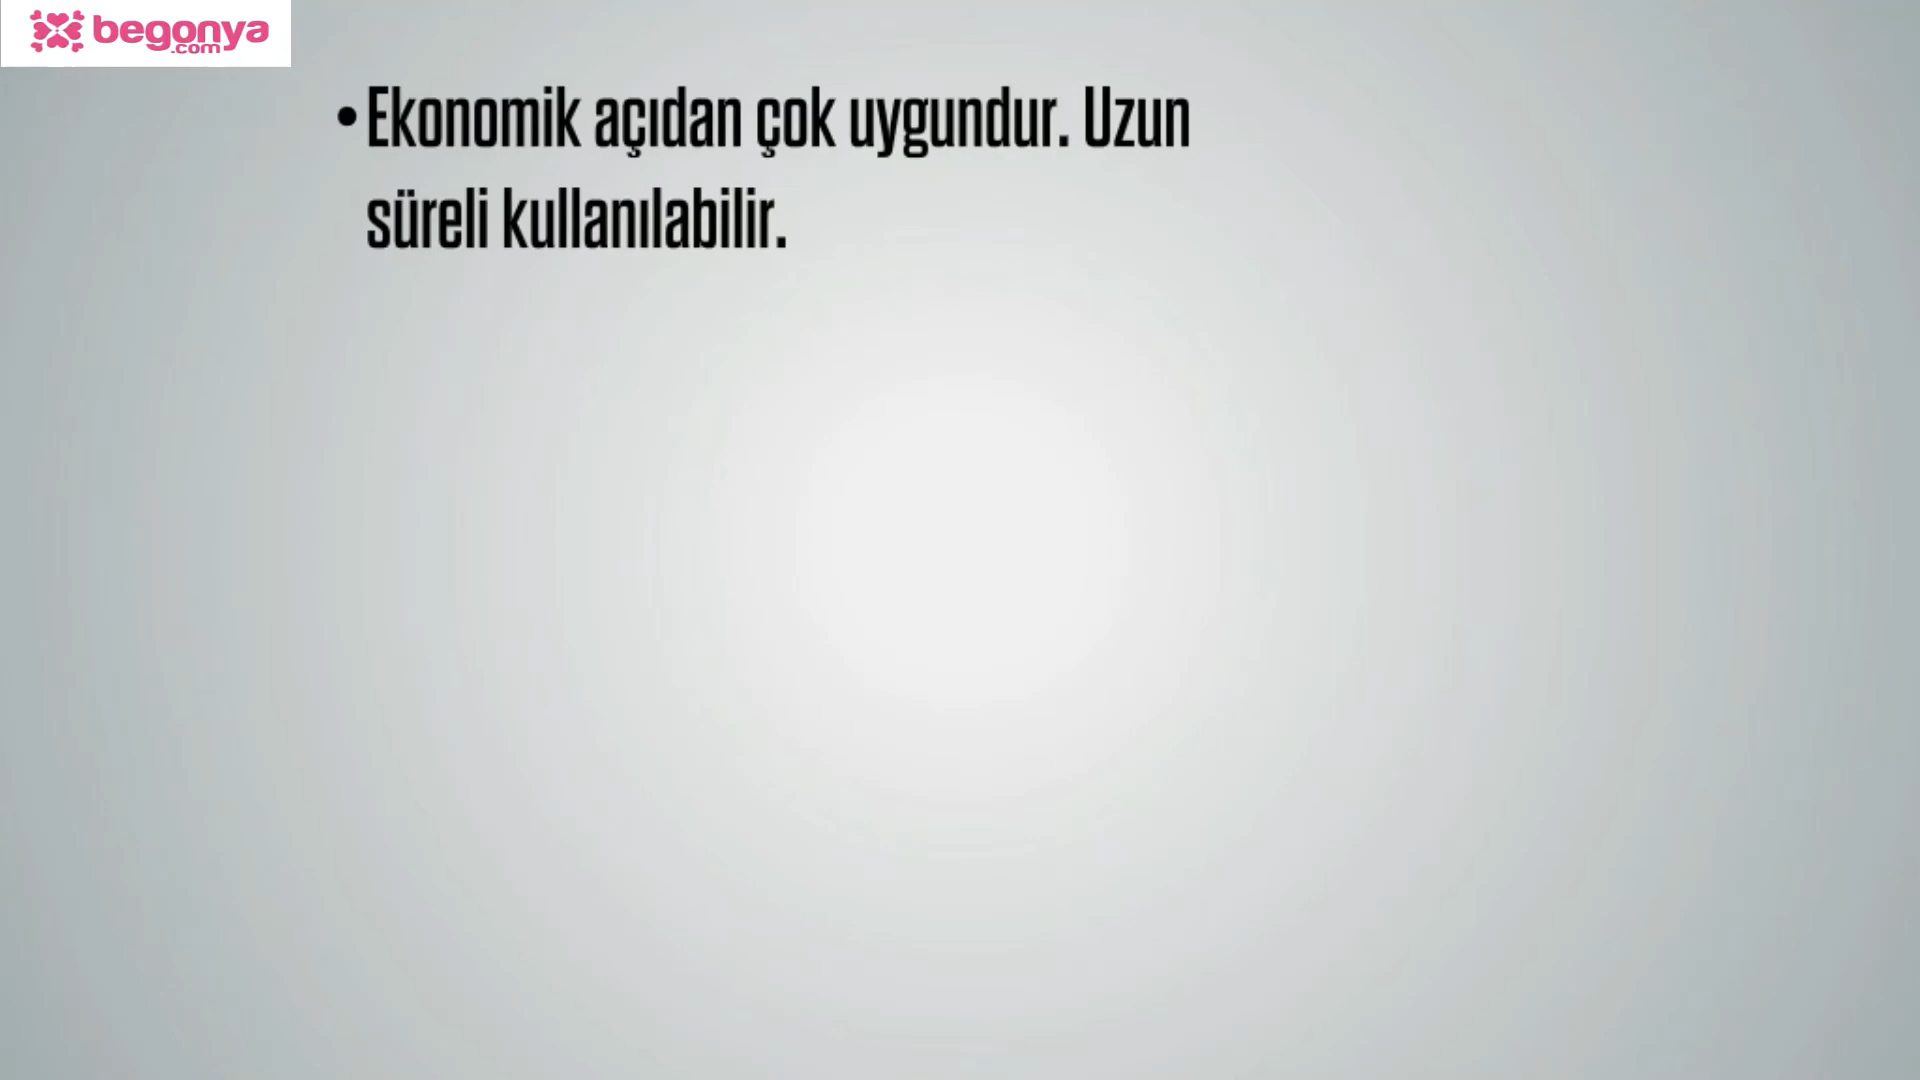 begonya
.com
• Ekonomik açıdan çok uygundur. Uzun
süreli kullanılabilir.